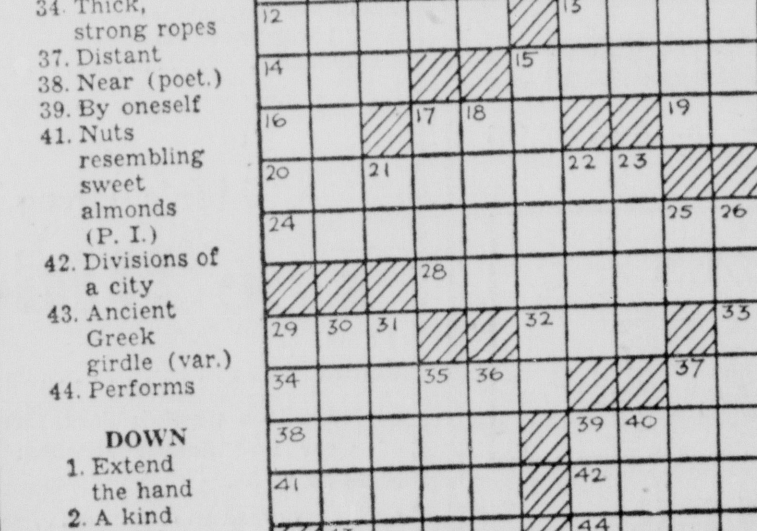 34. Thick,
strong ropes
37. Distant
38. Near (poet.)
39. By oneself
41. Nuts
resembling
sweet
almonds
(P. I.)
42. Divisions of
a city
43. Ancient
Greek
girdle (var.)
44. Performs
DOWN
1. Extend
the hand
2. A kind
12 13
14 15
16 17 18 19
20 21 22 23
24 25 26
28
29 30 31 32 33
34 35 36 37
38 39 40
41 42
44